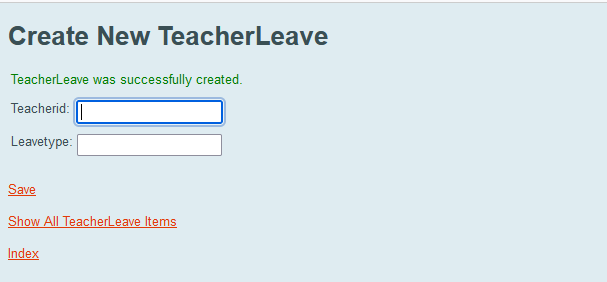 Create New TeacherLeave
TeacherLeave was successfully created.
Teacherid:
Leavetype:
Save
Show All TeacherLeave Items
Index